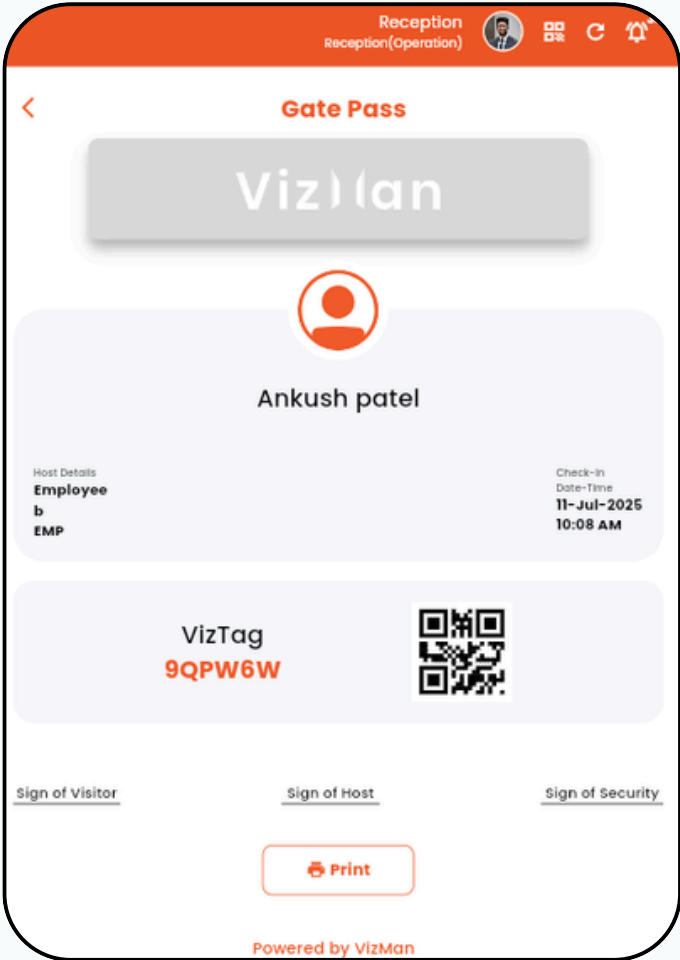 Reception
Reception(Operation)
Gate Pass
VizMan
Ankush patel
Host Details
Employee
b
EMP
Check-In
Date-Time
11-Jul-2025
10:08 AM
VizTag
9QPW6W
Sign of Visitor
Sign of Host
Sign of Security
Print
Powered by VizMan